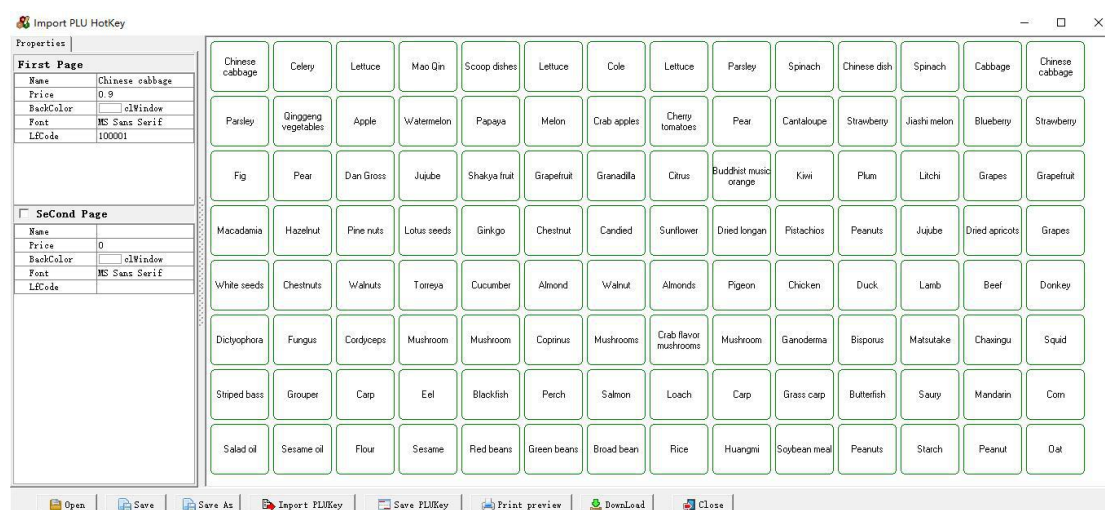 Import PLU HotKey
Properties
First Page
Name Chinese cabbage
Price 0.9
BackColor clWindow
Font MS Sans Serif
LfCode 100001
SeCond Page
Name
Price 0
BackColor clWindow
Font MS Sans Serif
LfCode
Chinese cabbage Celery Lettuce Mao Qin Scoop dishes Lettuce Cole Lettuce Parsley Spinach Chinese dish Spinach Cabbage Chinese cabbage
Parsley Qinggeng vegetables Apple Watermelon Papaya Melon Crab apples Cherry tomatoes Pear Cantaloupe Strawberry Jiashi melon Blueberry Strawberry
Fig Pear Dan Gross Jujube Shakya fruit Grapefruit Granadilla Citrus Buddhist music orange Kiwi Plum Litchi Grapes Grapefruit
Macadamia Hazelnut Pine nuts Lotus seeds Ginkgo Chestnut Candied Sunflower Dried longan Pistachios Peanuts Jujube Dried apricots Grapes
White seeds Chestnuts Walnuts Torreya Cucumber Almond Walnut Almonds Pigeon Chicken Duck Lamb Beef Donkey
Dictyophora Fungus Cordyceps Mushroom Mushroom Coprinus Mushrooms Crab flavor mushrooms Mushroom Ganoderma Bisporus Matsutake Chaxingu Squid
Striped bass Grouper Carp Eel Blackfish Perch Salmon Loach Carp Grass carp Butterfish Saury Mandarin Corn
Salad oil Sesame oil Flour Sesame Red beans Green beans Broad bean Rice Huangmi Soybean meal Peanuts Starch Peanut Oat
Open Save Save As Import PLUKey Save PLUKey Print preview DownLoad Close